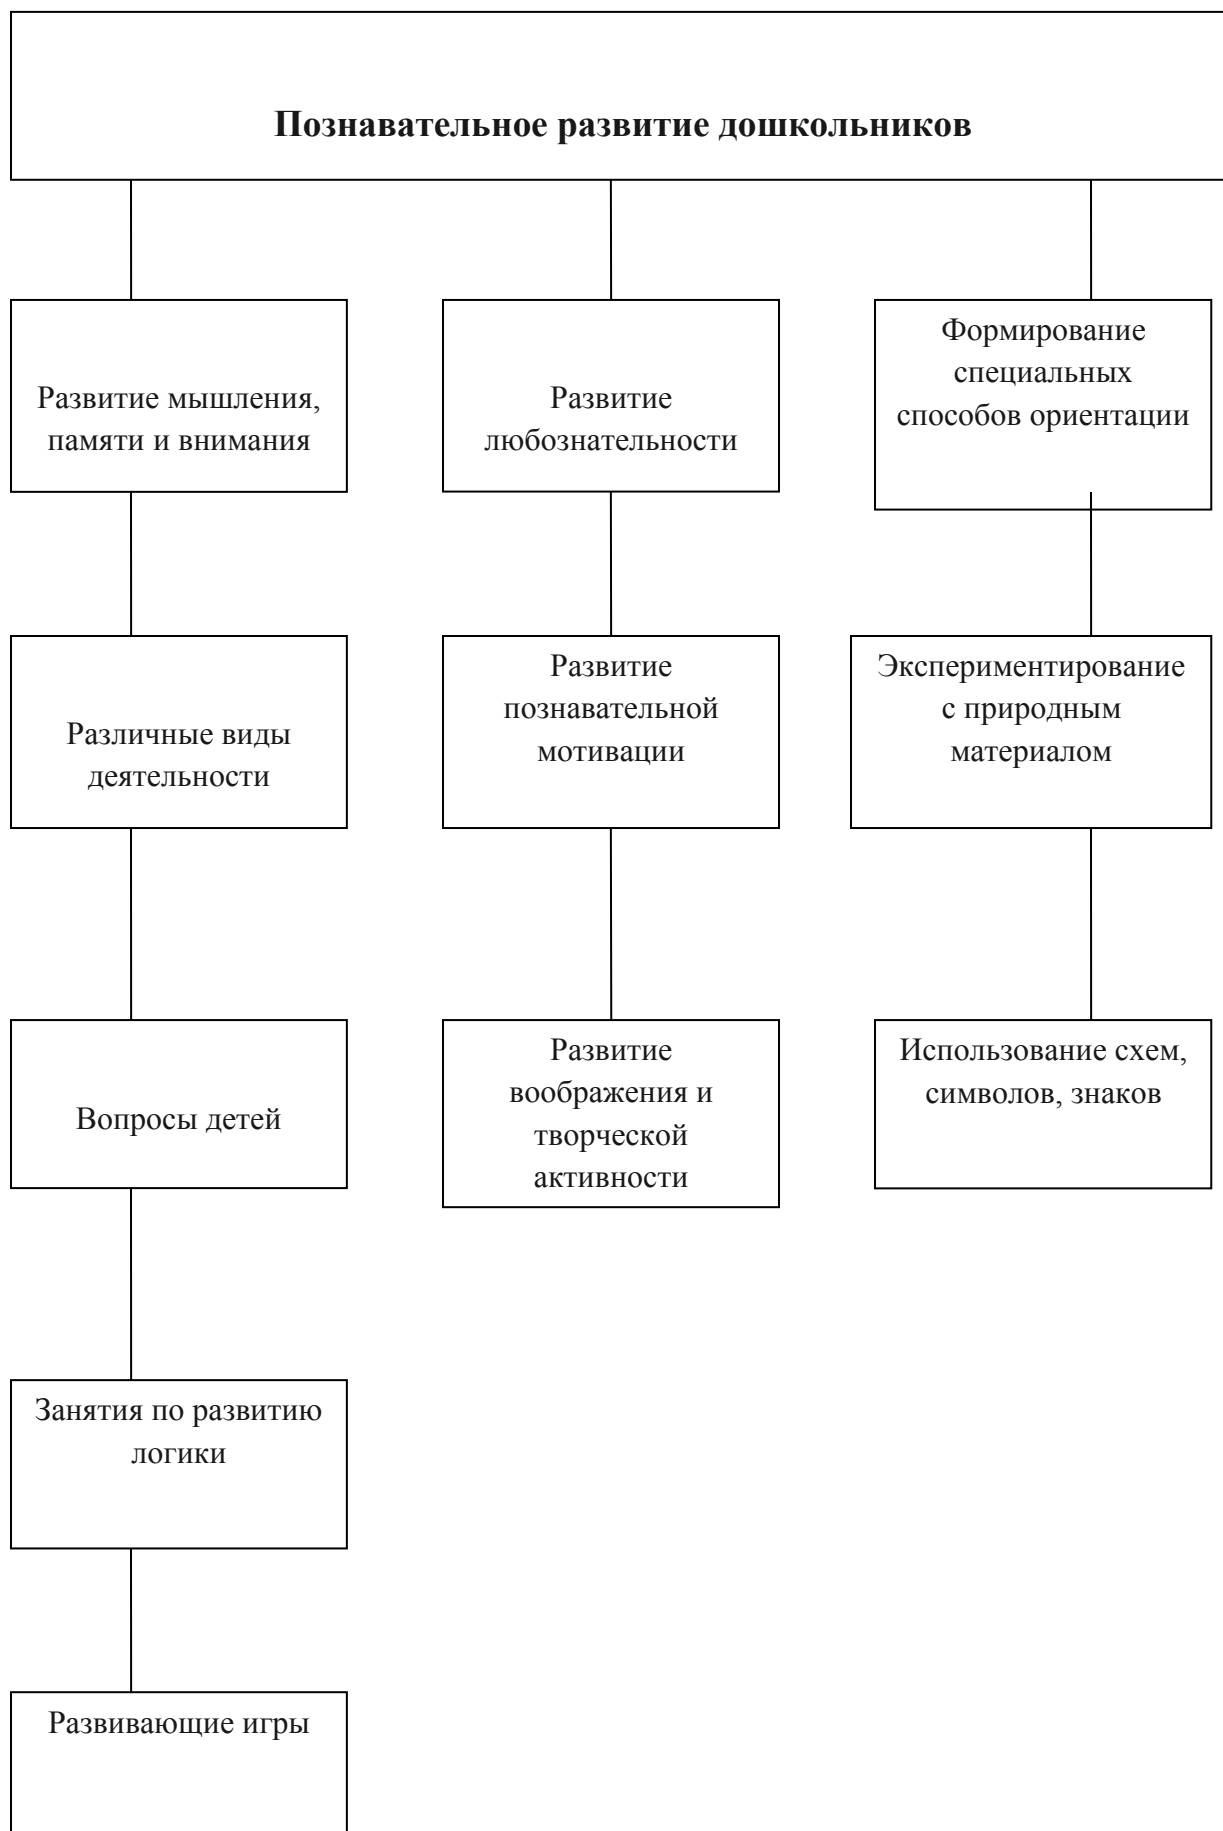 Познавательное развитие дошкольников
Развитие мышления,
памяти и внимания
Развитие
любознательности
Формирование
специальных
способов ориентации
Различные виды
деятельности
Развитие
познавательной
мотивации
Экспериментирование
с природным
материалом
Вопросы детей
Развитие
воображения и
творческой
активности
Использование схем,
символов, знаков
Занятия по развитию
логики
Развивающие игры